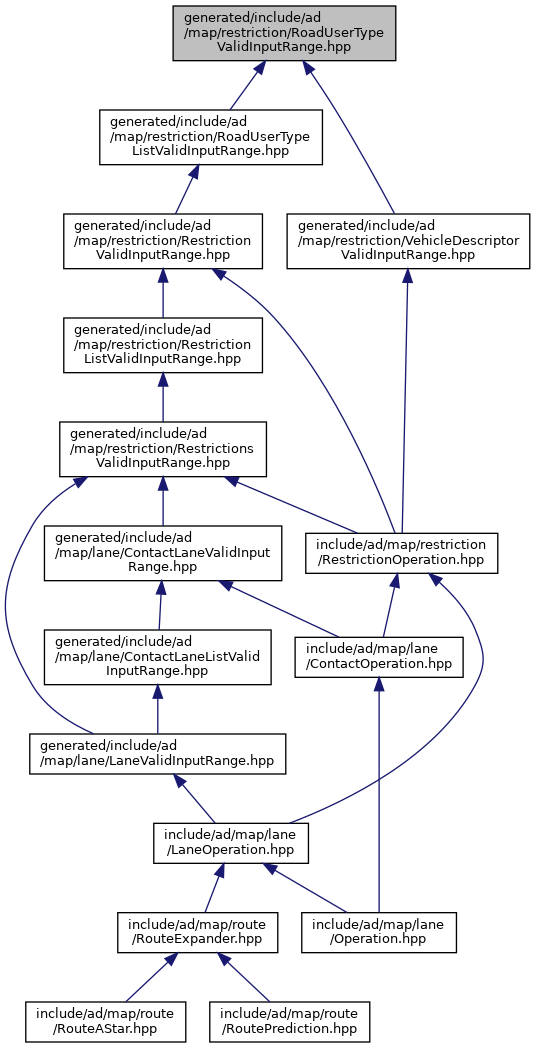 generated/include/ad
/map/restriction/RoadUserType
ValidInputRange.hpp
generated/include/ad
/map/restriction/RoadUserType
ListValidInputRange.hpp
generated/include/ad
/map/restriction/Restriction
ValidInputRange.hpp
generated/include/ad
/map/restriction/VehicleDescriptor
ValidInputRange.hpp
generated/include/ad
/map/restriction/Restriction
ListValidInputRange.hpp
generated/include/ad
/map/restriction/Restrictions
ValidInputRange.hpp
generated/include/ad
/map/lane/ContactLaneValidInput
Range.hpp
include/ad/map/restriction
/RestrictionOperation.hpp
generated/include/ad
/map/lane/ContactLaneListValid
InputRange.hpp
include/ad/map/lane
/ContactOperation.hpp
generated/include/ad
/map/lane/LaneValidInputRange.hpp
include/ad/map/lane
/LaneOperation.hpp
include/ad/map/route
/RouteExpander.hpp
include/ad/map/lane
/Operation.hpp
include/ad/map/route
/RouteAStar.hpp
include/ad/map/route
/RoutePrediction.hpp